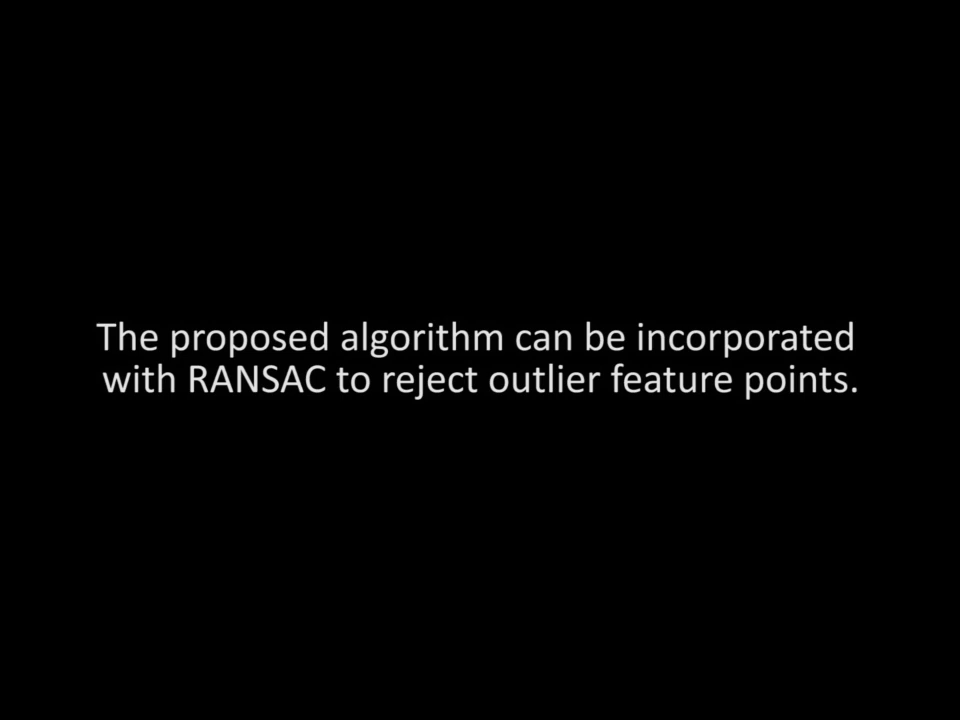 The proposed algorithm can be incorporated
with RANSAC to reject outlier feature points.